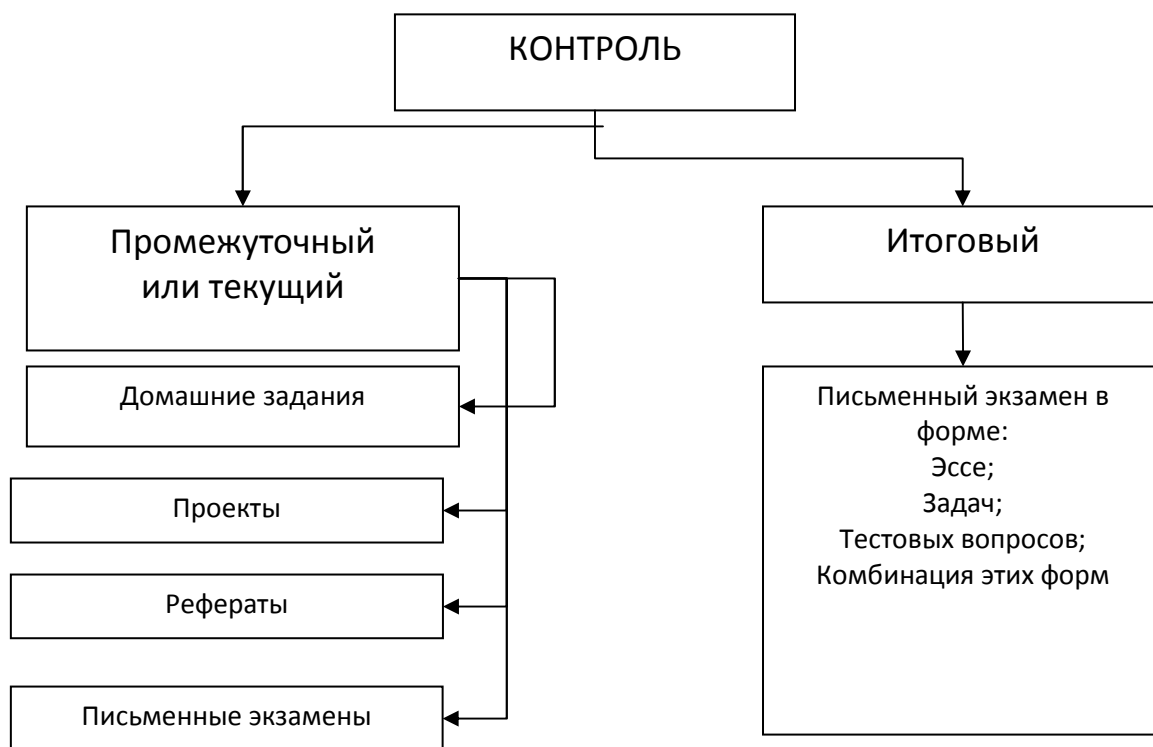 КОНТРОЛЬ
Промежуточный
или текущий
Итоговый
Домашние задания
Проекты
Рефераты
Письменные экзамены
Письменный экзамен в
форме:
Эссе;
Задач;
Тестовых вопросов;
Комбинация этих форм